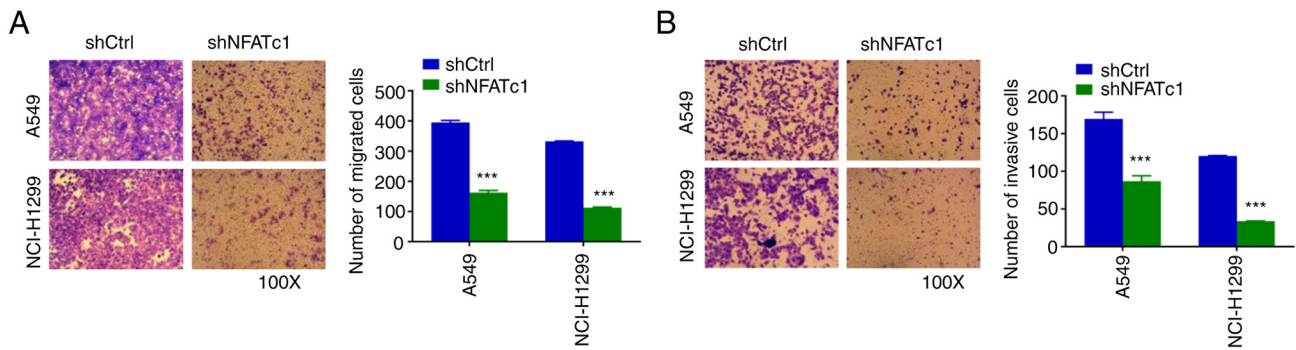 A
shCtrl shNFATc1
A549
NCI-H1299
100X
shCtrl
shNFATc1
Number of migrated cells
500
400
300
200
100
0
***
***
A549
NCI-H1299
B
shCtrl shNFATc1
A549
NCI-H1299
100X
shCtrl
shNFATc1
Number of invasive cells
200
150
100
50
0
***
***
A549
NCI-H1299